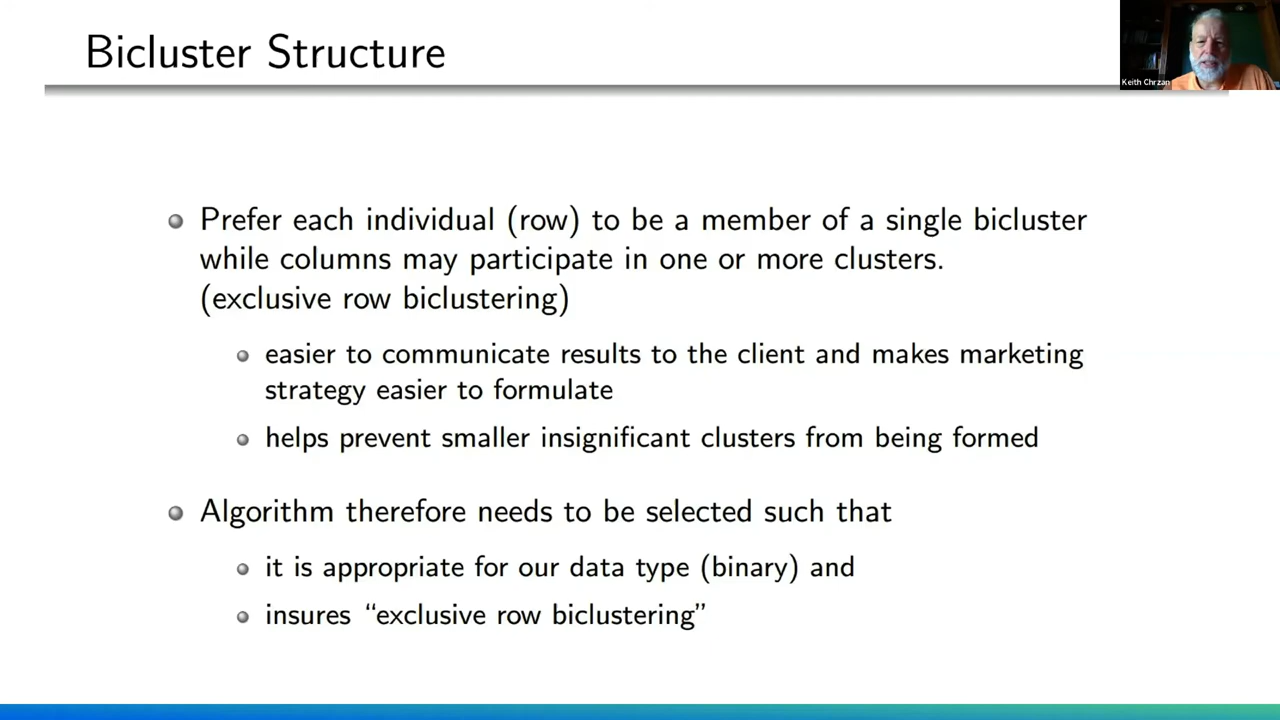 Bicluster Structure
Keith Chrzan
Prefer each individual (row) to be a member of a single bicluster
while columns may participate in one or more clusters.
(exclusive row biclustering)
easier to communicate results to the client and makes marketing
strategy easier to formulate
helps prevent smaller insignificant clusters from being formed
Algorithm therefore needs to be selected such that
it is appropriate for our data type (binary) and
insures “exclusive row biclustering”